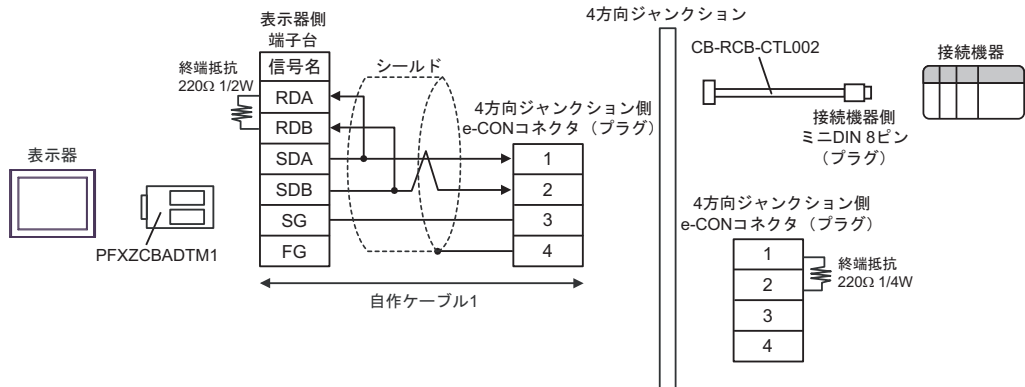 4方向ジャンクション
表示器側
端子台
信号名
RDA
RDB
SDA
SDB
SG
FG
終端抵抗
220Ω 1/2W
シールド
4方向ジャンクション側
e-CONコネクタ（プラグ）
1
2
3
4
表示器
PFXZCBADTM1
自作ケーブル1
CB-RCB-CTL002
接続機器
接続機器側
ミニDIN 8ピン
（プラグ）
4方向ジャンクション側
e-CONコネクタ（プラグ）
1
2
3
4
終端抵抗
220Ω 1/4W